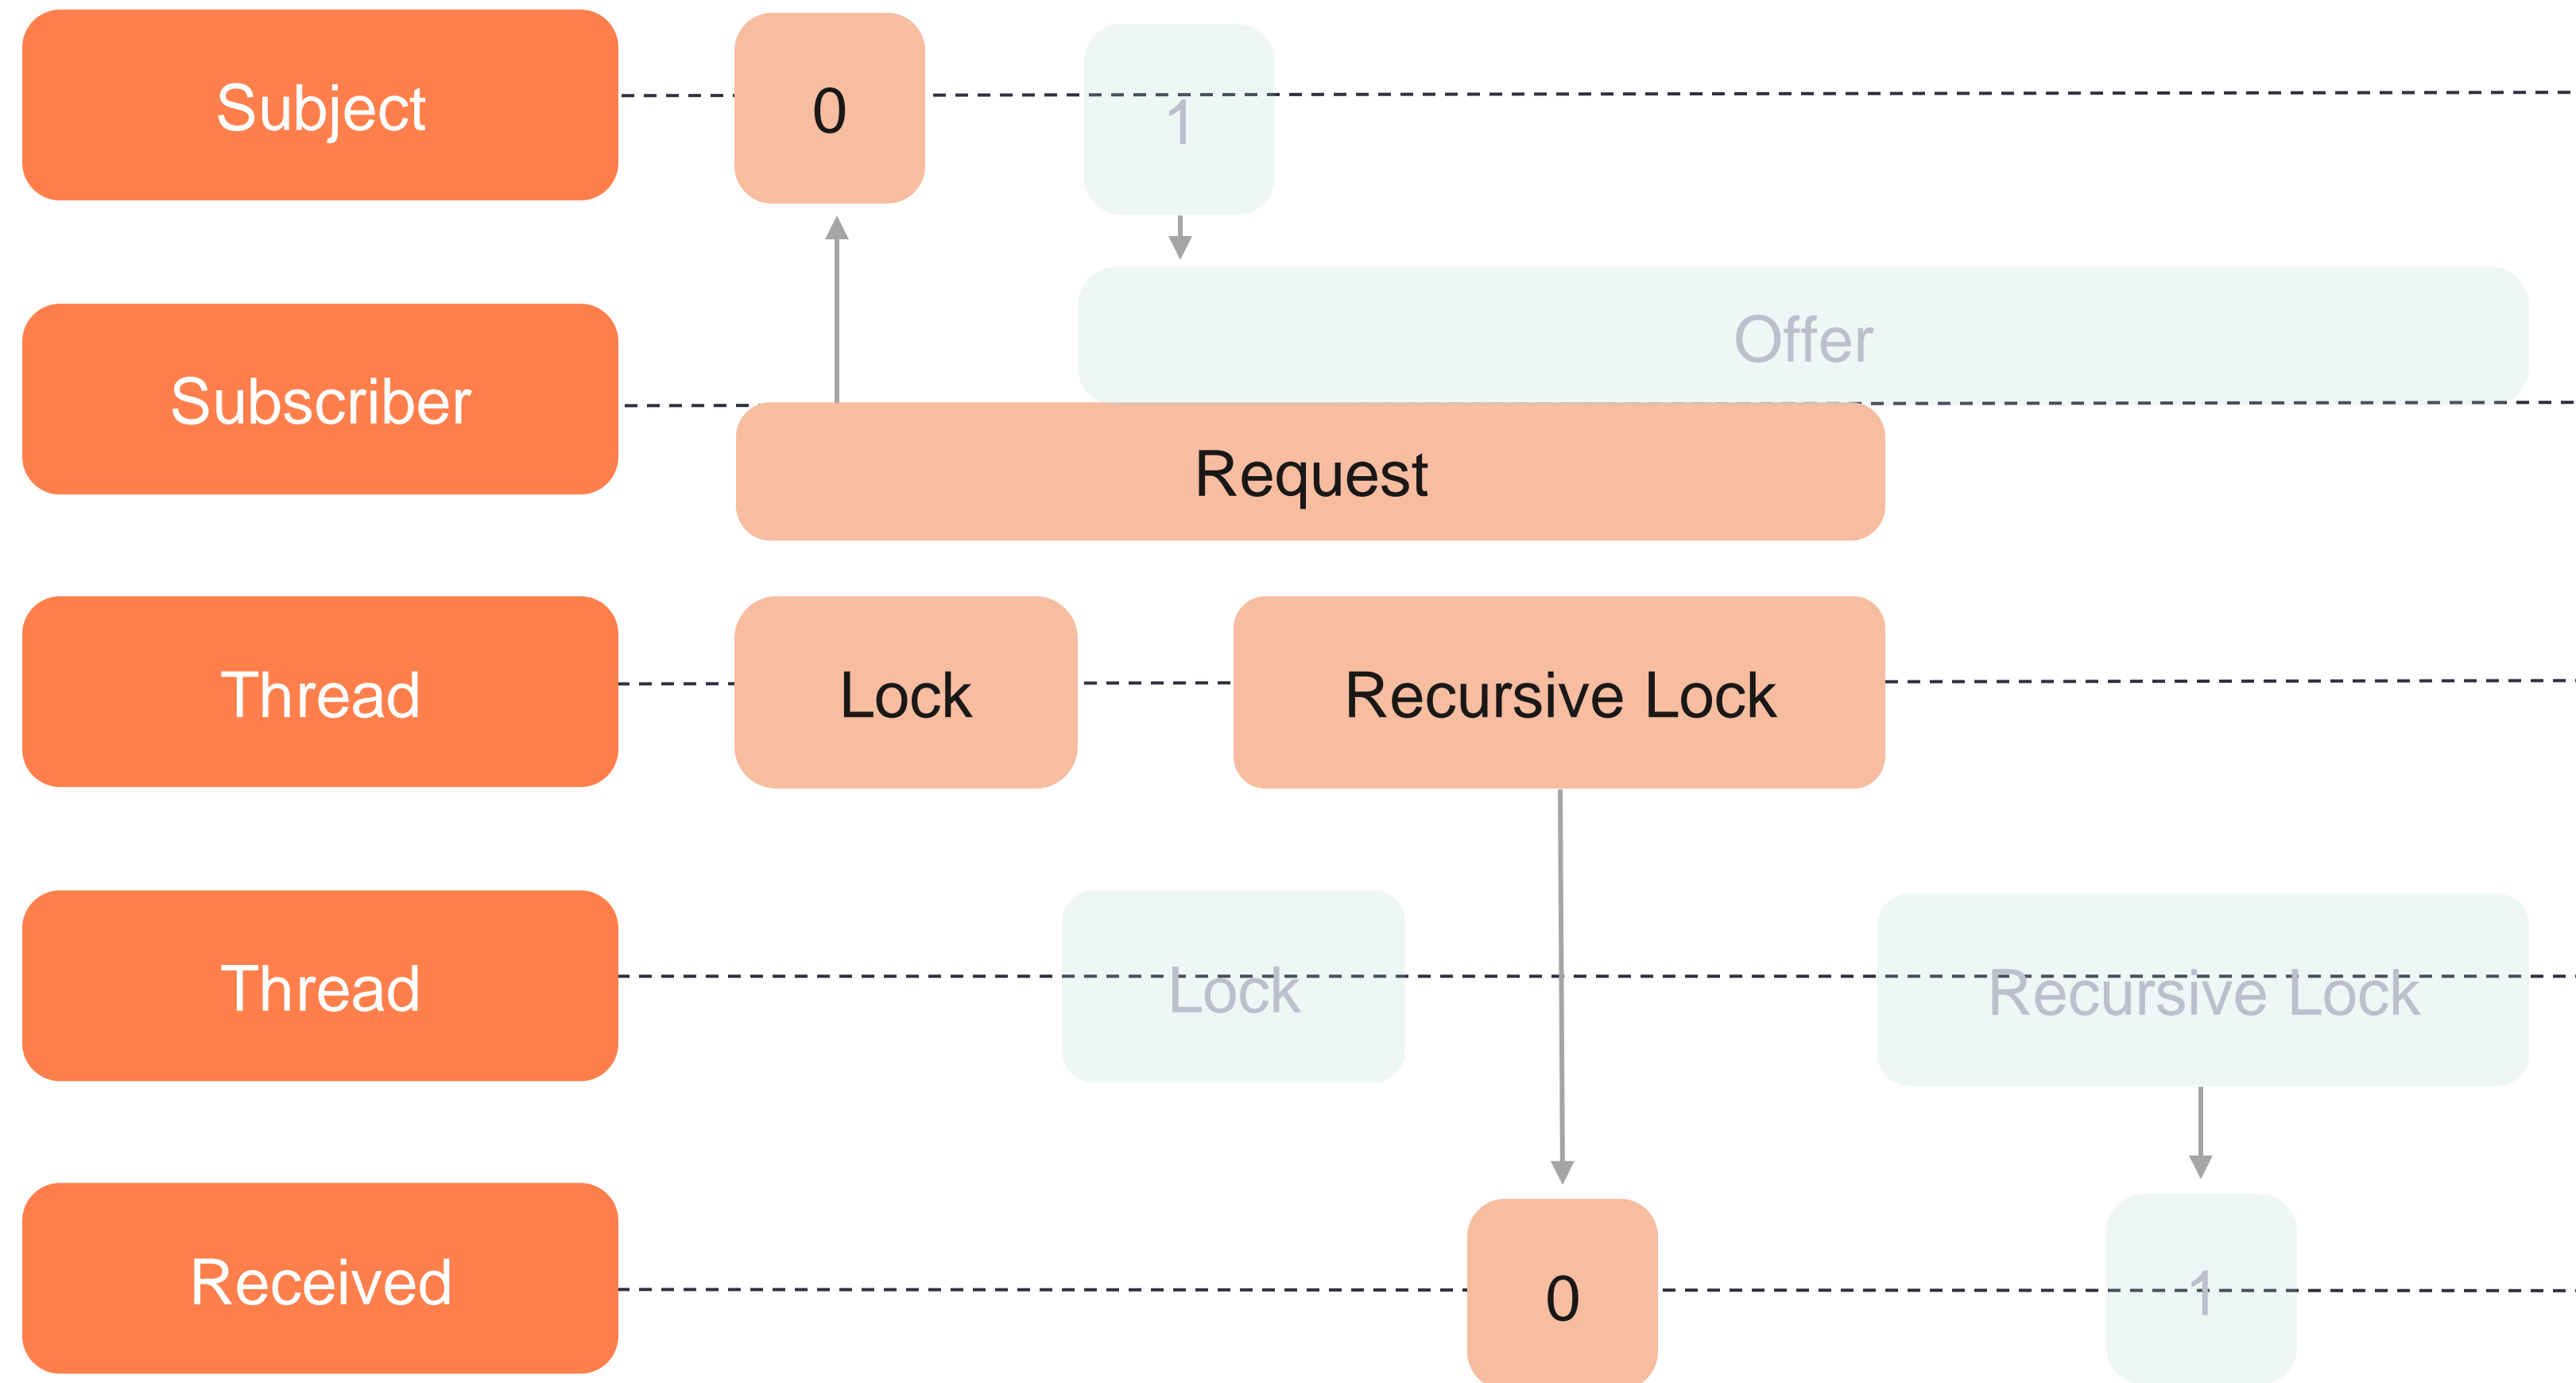 Subject
0
1
Offer
Subscriber
Request
Thread
Lock
Recursive Lock
Thread
Lock
Recursive Lock
Received
0
1